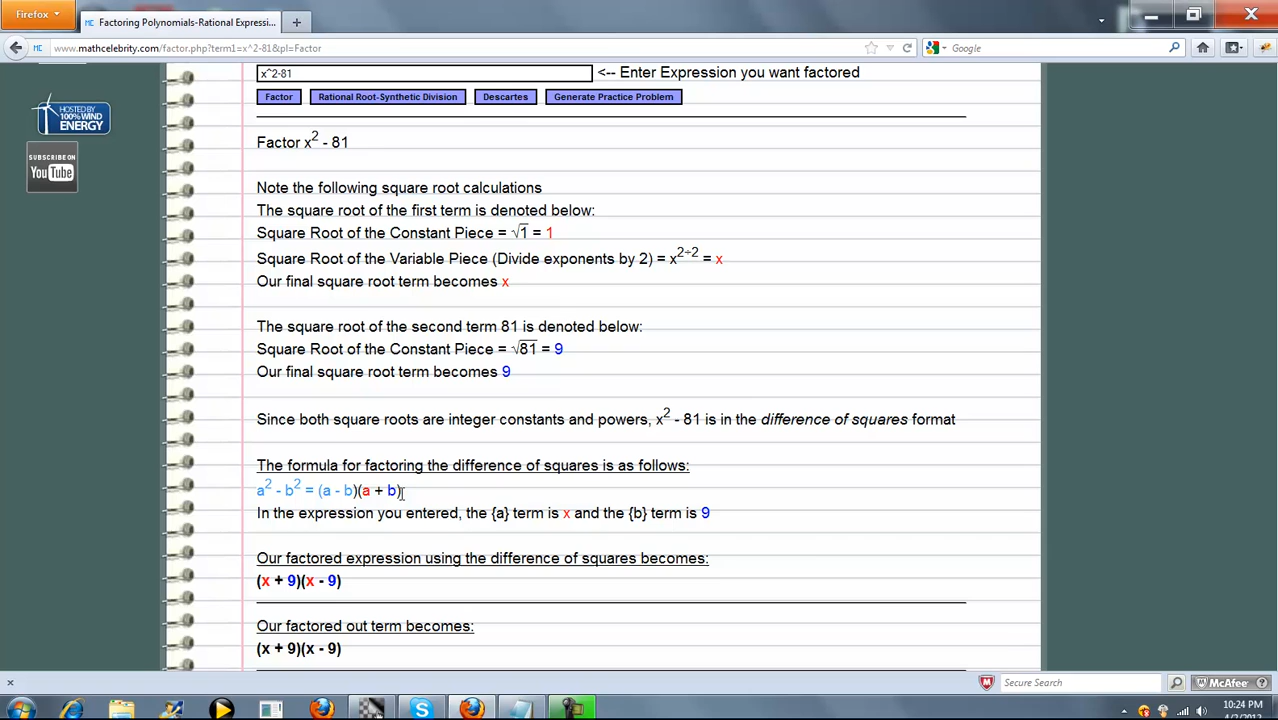 Firefox
Factoring Polynomials-Rational Expressi...
www.mathcelebrity.com/factor.php?term1=x^2-81&pl=Factor
Google
x^2-81 <-- Enter Expression you want factored
Factor Rational Root-Synthetic Division Descartes Generate Practice Problem
HOSTED BY
100% WIND
ENERGY
SUBSCRIBE ON
YouTube
Factor x² - 81
Note the following square root calculations
The square root of the first term is denoted below:
Square Root of the Constant Piece = √1 = 1
Square Root of the Variable Piece (Divide exponents by 2) = x²÷² = x
Our final square root term becomes x
The square root of the second term 81 is denoted below:
Square Root of the Constant Piece = √81 = 9
Our final square root term becomes 9
Since both square roots are integer constants and powers, x² - 81 is in the difference of squares format
The formula for factoring the difference of squares is as follows:
a² - b² = (a - b)(a + b)
In the expression you entered, the {a} term is x and the {b} term is 9
Our factored expression using the difference of squares becomes:
(x + 9)(x - 9)
Our factored out term becomes:
(x + 9)(x - 9)
Secure Search
McAfee
10:24 PM